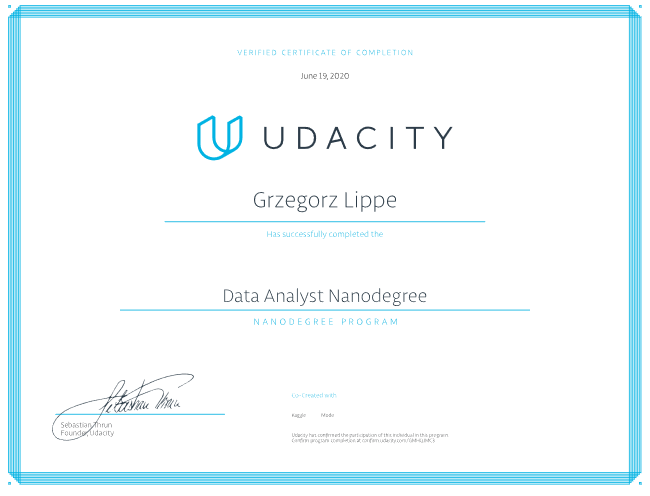 VERIFIED CERTIFICATE OF COMPLETION
June 19, 2020
UDACITY
Grzegorz Lippe
Has successfully completed the
Data Analyst Nanodegree
NANODEGREE PROGRAM
Sebastian Thrun
Sebastian Thrun
Founder, Udacity
Co-Created with
Kaggle Mode
Udacity has confirmed the participation of this individual in this program
Confirm program completion at confirm.udacity.com/